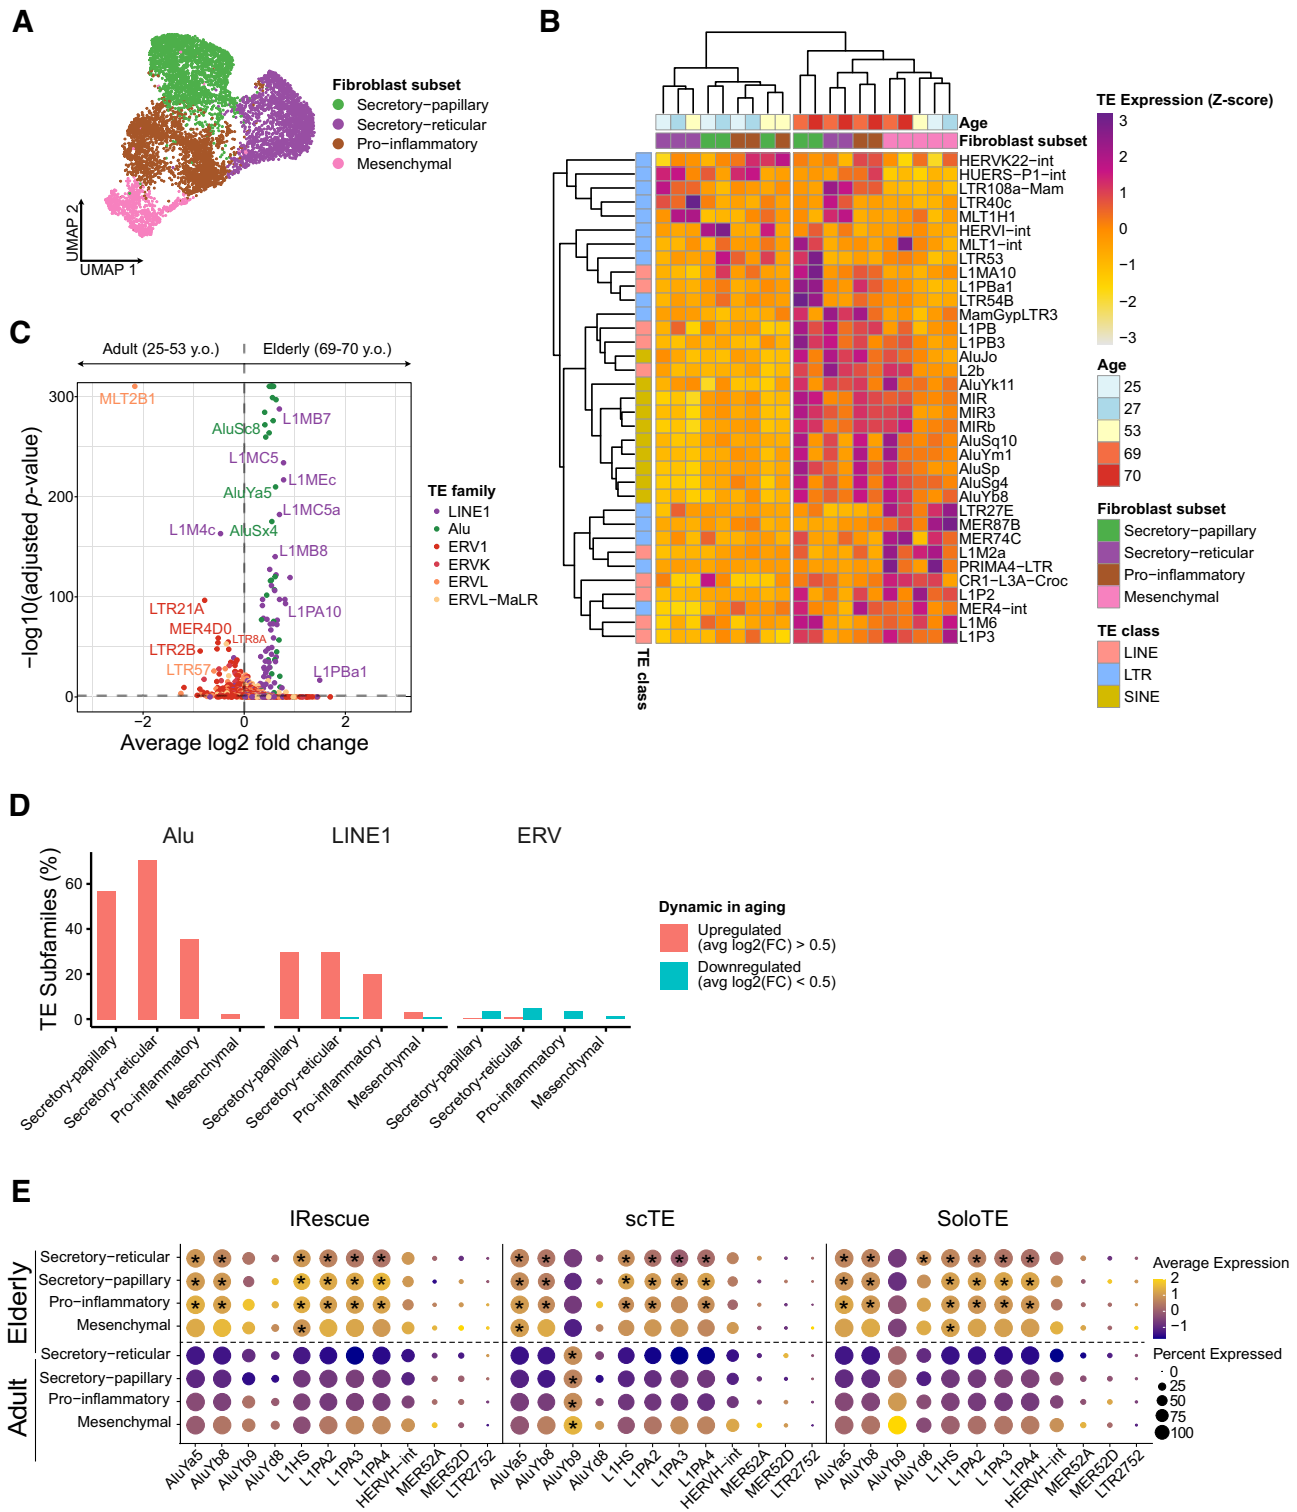 A
Fibroblast subset
Secretory−papillary
Secretory−reticular
Pro−inflammatory
Mesenchymal
UMAP 2
UMAP 1
B
Age
Fibroblast subset
HERVK22−int
HUERS−P1−int
LTR108a−Mam
LTR40c
MLT1H1
HERVI−int
MLT1−int
LTR53
L1MA10
L1PBa1
LTR54B
MamGypLTR3
L1PB
L1PB3
AluJo
L2b
AluYk11
MIR
MIR3
MIRb
AluSq10
AluYm1
AluSp
AluSg4
AluYb8
LTR27E
MER87B
MER74C
L1M2a
PRIMA4−LTR
CR1−L3A−Croc
L1P2
MER4−int
L1M6
L1P3
TE class
TE Expression (Z−score)
3
2
1
0
−1
−2
−3
Age
25
27
53
69
70
Fibroblast subset
Secretory−papillary
Secretory−reticular
Pro−inflammatory
Mesenchymal
TE class
LINE
LTR
SINE
C
Adult (25-53 y.o.)
Elderly (69-70 y.o.)
−log10(adjusted p-value)
300
200
100
0
−2
0
2
Average log2 fold change
MLT2B1
AluSc8
L1MB7
L1MC5
L1MEc
AluYa5
L1MC5a
L1M4c
AluSx4
L1MB8
LTR21A
L1PA10
MER4D0
LTR8A
LTR2B
LTR57
L1PBa1
TE family
LINE1
Alu
ERV1
ERVK
ERVL
ERVL−MaLR
D
Alu
LINE1
ERV
TE Subfamiles (%)
60
40
20
0
Secretory−papillary
Secretory−reticular
Pro−inflammatory
Mesenchymal
Secretory−papillary
Secretory−reticular
Pro−inflammatory
Mesenchymal
Secretory−papillary
Secretory−reticular
Pro−inflammatory
Mesenchymal
Dynamic in aging
Upregulated
(avg log2(FC) > 0.5)
Downregulated
(avg log2(FC) < 0.5)
E
IRescue
scTE
SoloTE
Elderly
Secretory−reticular
Secretory−papillary
Pro−inflammatory
Mesenchymal
Adult
Secretory−reticular
Secretory−papillary
Pro−inflammatory
Mesenchymal
AluYa5
AluYb8
AluYb9
AluYd8
L1HS
L1PA2
L1PA3
L1PA4
HERVH−int
MER52A
MER52D
LTR2752
AluYa5
AluYb8
AluYb9
AluYd8
L1HS
L1PA2
L1PA3
L1PA4
HERVH−int
MER52A
MER52D
LTR2752
AluYa5
AluYb8
AluYb9
AluYd8
L1HS
L1PA2
L1PA3
L1PA4
HERVH−int
MER52A
MER52D
LTR2752
Average Expression
2
1
0
−1
Percent Expressed
0
25
50
75
100